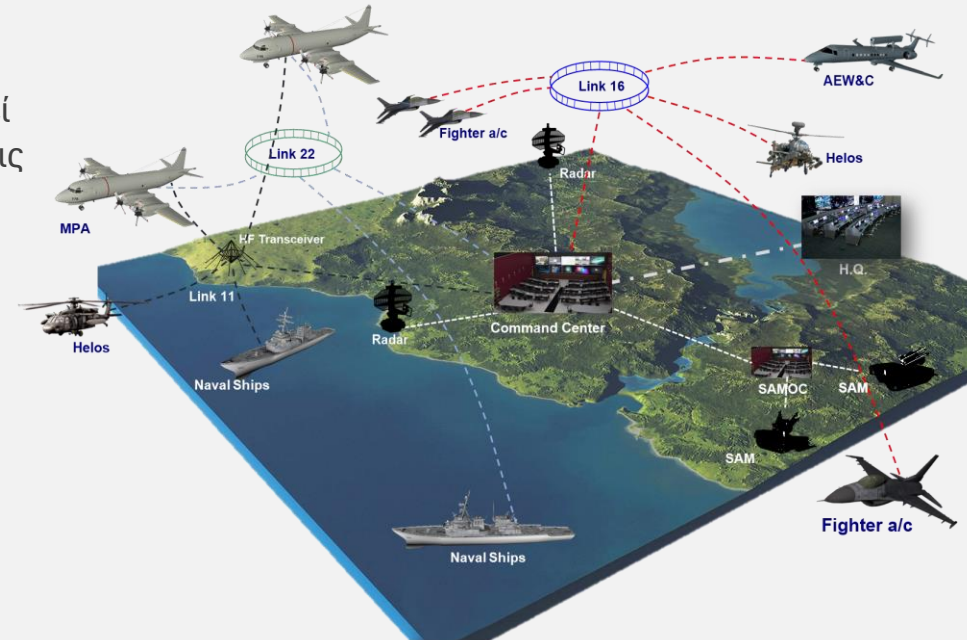 Link 16
AEW&C
Fighter a/c
Link 22
Helos
Radar
MPA
HF Transceiver
H.Q.
Link 11
Command Center
Helos
Radar
Naval Ships
SAMOC
SAM
SAM
Fighter a/c
Naval Ships